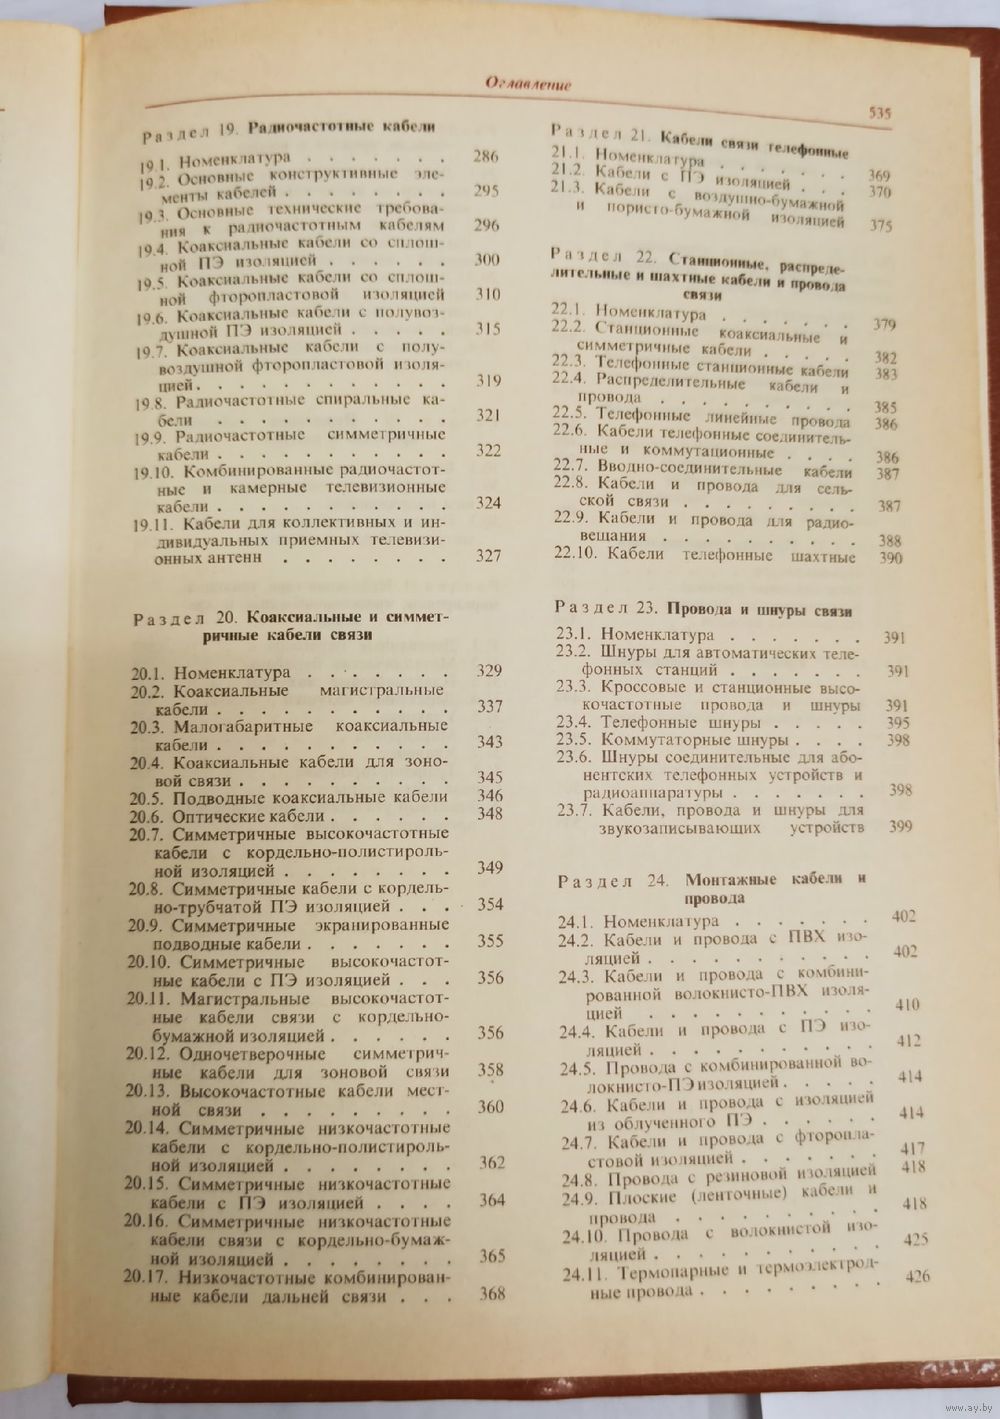 Оглавление
535
Раздел 19. Радиочастотные кабели
19.1. Номенклатура . . . . . . . 286
19.2. Основные конструктивные эле-
менты кабелей . . . . . . . . 295
19.3. Основные технические требова-
ния к радиочастотным кабелям 296
19.4. Коаксиальные кабели со сплош-
ной ПЭ изоляцией . . . . . . 300
19.5. Коаксиальные кабели со сплош-
ной фторопластовой изоляцией 310
19.6. Коаксиальные кабели с полувоз-
душной ПЭ изоляцией . . . . . 315
19.7. Коаксиальные кабели с полу-
воздушной фторопластовой изоля-
цией . . . . . . . . . . . . 319
19.8. Радиочастотные спиральные ка-
бели . . . . . . . . . . . 321
19.9. Радиочастотные симметричные
кабели . . . . . . . . . . . 322
19.10. Комбинированные радиочастот-
ные и камерные телевизионные
кабели . . . . . . . . . . . 324
19.11. Кабели для коллективных и ин-
дивидуальных приемных телевизи-
онных антенн . . . . . . . . 327
Раздел 20. Коаксиальные и симмет-
ричные кабели связи
20.1. Номенклатура . . . . . . . 329
20.2. Коаксиальные магистральные
кабели . . . . . . . . . . . 337
20.3. Малогабаритные коаксиальные
кабели . . . . . . . . . . . 343
20.4. Коаксиальные кабели для зоно-
вой связи . . . . . . . . . . 345
20.5. Подводные коаксиальные кабели 346
20.6. Оптические кабели . . . . . . 348
20.7. Симметричные высокочастотные
кабели с кордельно-полистироль-
ной изоляцией . . . . . . . . 349
20.8. Симметричные кабели с кордель-
но-трубчатой ПЭ изоляцией . . . 354
20.9. Симметричные экранированные
подводные кабели . . . . . . . 355
20.10. Симметричные высокочастот-
ные кабели с ПЭ изоляцией . . . 356
20.11. Магистральные высокочастот-
ные кабели связи с кордельно-
бумажной изоляцией . . . . . . 356
20.12. Одночетверочные симметрич-
ные кабели для зоновой связи 358
20.13. Высокочастотные кабели мест-
ной связи . . . . . . . . . 360
20.14. Симметричные низкочастотные
кабели с кордельно-полистироль-
ной изоляцией . . . . . . . . 362
20.15. Симметричные низкочастотные
кабели с ПЭ изоляцией . . . . 364
20.16. Симметричные низкочастотные
кабели связи с кордельно-бумаж-
ной изоляцией . . . . . . . . 365
20.17. Низкочастотные комбинирован-
ные кабели дальней связи . . . 368
Раздел 21. Кабели связи телефонные
21.1. Номенклатура . . . . . . 369
21.2. Кабели с ПЭ изоляцией . . . 370
21.3. Кабели с воздушно-бумажной
и пористо-бумажной изоляцией 375
Раздел 22. Станционные, распреде-
лительные и шахтные кабели и провода
связи
22.1. Номенклатура . . . . . . 379
22.2. Станционные коаксиальные и
симметричные кабели . . . . . 382
22.3. Телефонные станционные кабели 383
22.4. Распределительные кабели и
провода . . . . . . . . . . 385
22.5. Телефонные линейные провода 386
22.6. Кабели телефонные соединитель-
ные и коммутационные . . . . 386
22.7. Вводно-соединительные кабели 387
22.8. Кабели и провода для сель-
ской связи . . . . . . . . . 387
22.9. Кабели и провода для радио-
вещания . . . . . . . . . . 388
22.10. Кабели телефонные шахтные 390
Раздел 23. Провода и шнуры связи
23.1. Номенклатура . . . . . . . 391
23.2. Шнуры для автоматических теле-
фонных станций . . . . . . . 391
23.3. Кроссовые и станционные высо-
кочастотные провода и шнуры 391
23.4. Телефонные шнуры . . . . . 395
23.5. Коммутаторные шнуры . . . . 398
23.6. Шнуры соединительные для або-
нентских телефонных устройств и
радиоаппаратуры . . . . . . . 398
23.7. Кабели, провода и шнуры для
звукозаписывающих устройств 399
Раздел 24. Монтажные кабели и
провода
24.1. Номенклатура . . . . . . . 402
24.2. Кабели и провода с ПВХ изо-
ляцией . . . . . . . . . . . 402
24.3. Кабели и провода с комбини-
рованной волокнисто-ПВХ изоля-
цией . . . . . . . . . . 410
24.4. Кабели и провода с ПЭ изо-
ляцией . . . . . . . . . . . 412
24.5. Провода с комбинированной во-
локнисто-ПЭ изоляцией . . . . . 414
24.6. Кабели и провода с изоляцией
из облученного ПЭ . . . . . . 414
24.7. Кабели и провода с фторопла-
стовой изоляцией . . . . . . . 417
24.8. Провода с резиновой изоляцией 418
24.9. Плоские (ленточные) кабели и
провода . . . . . . . . . . 418
24.10. Провода с волокнистой изо-
ляцией . . . . . . . . . . . 425
24.11. Термопарные и термоэлектрод-
ные провода . . . . . . . . 426
www.ay.by